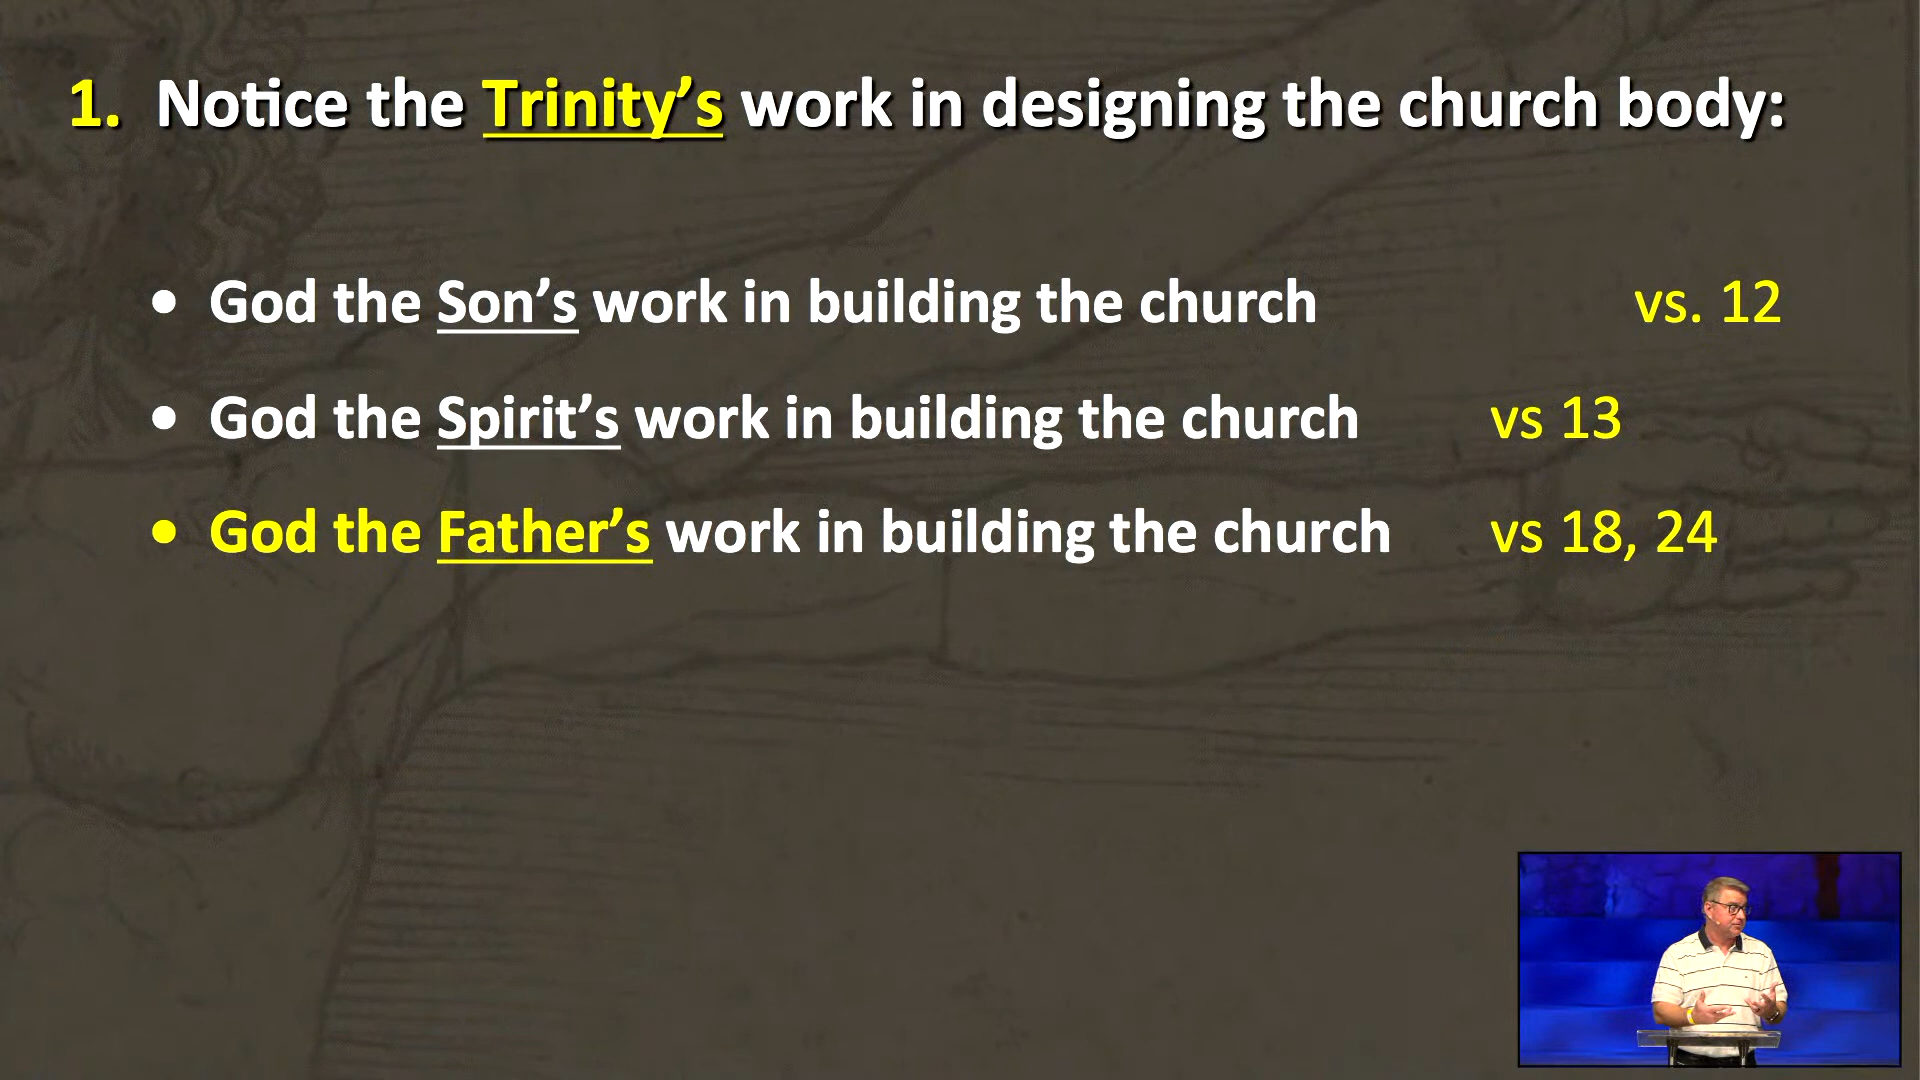 1. Notice the Trinity’s work in designing the church body:
• God the Son’s work in building the church vs. 12
• God the Spirit’s work in building the church vs 13
• God the Father’s work in building the church vs 18, 24